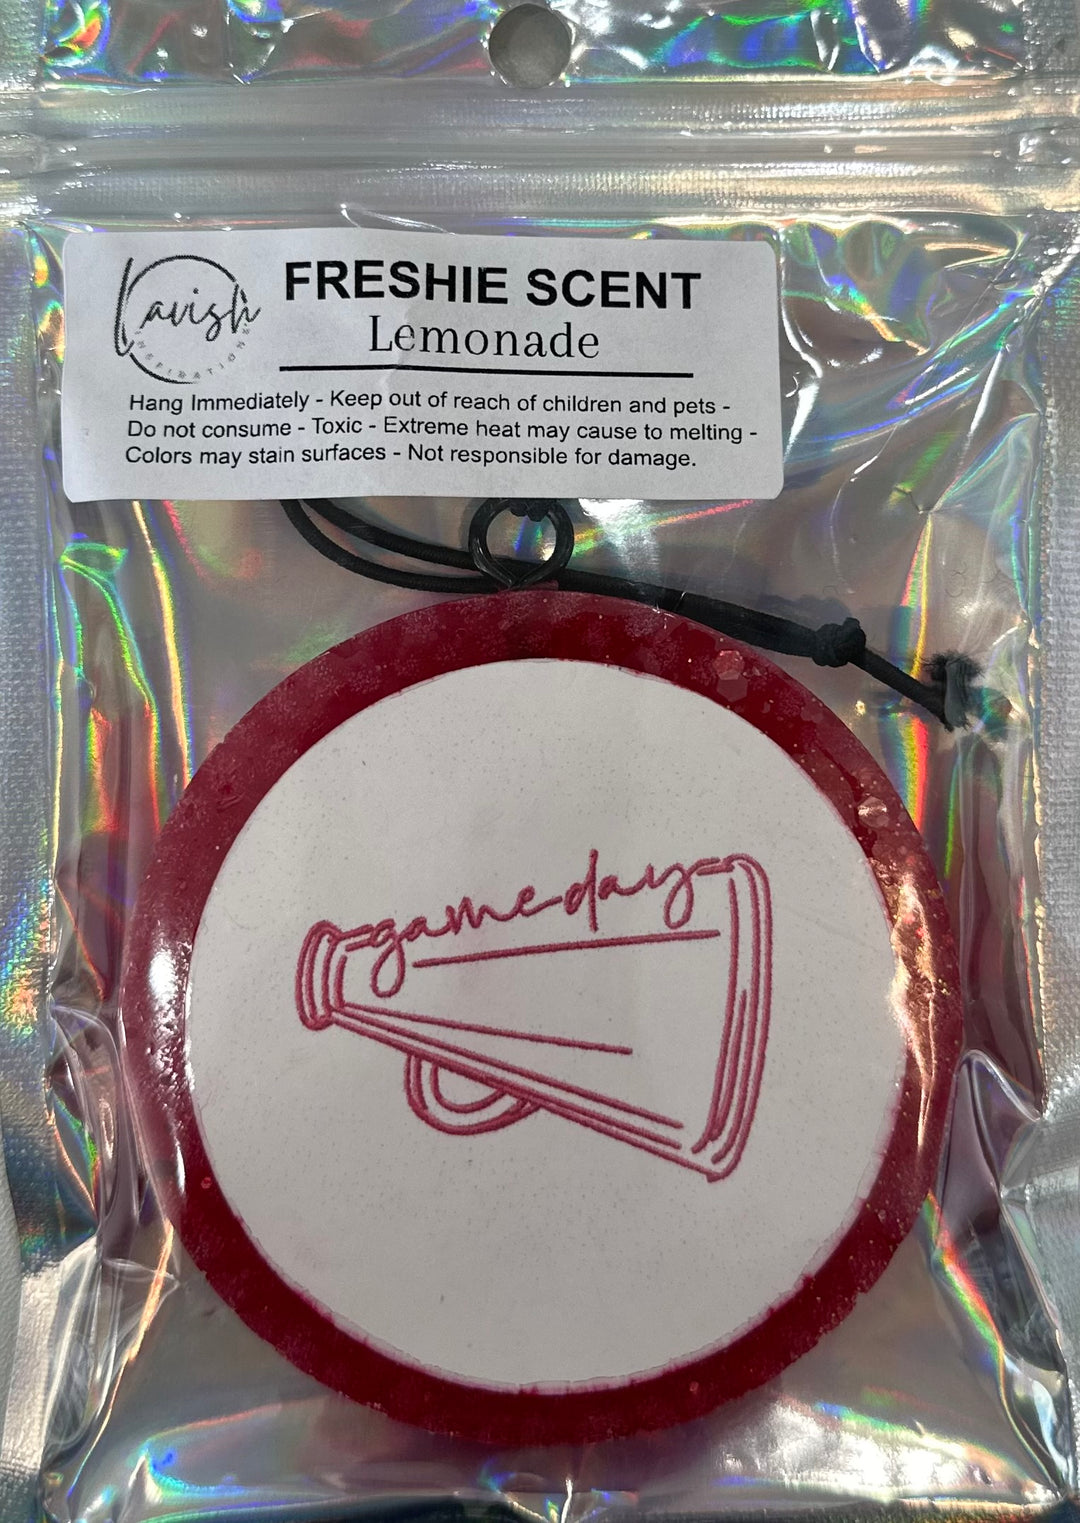 Lavish
INSPIRATIONS
FRESHIE SCENT
Lemonade
Hang Immediately - Keep out of reach of children and pets -
Do not consume - Toxic - Extreme heat may cause to melting -
Colors may stain surfaces - Not responsible for damage.
game day